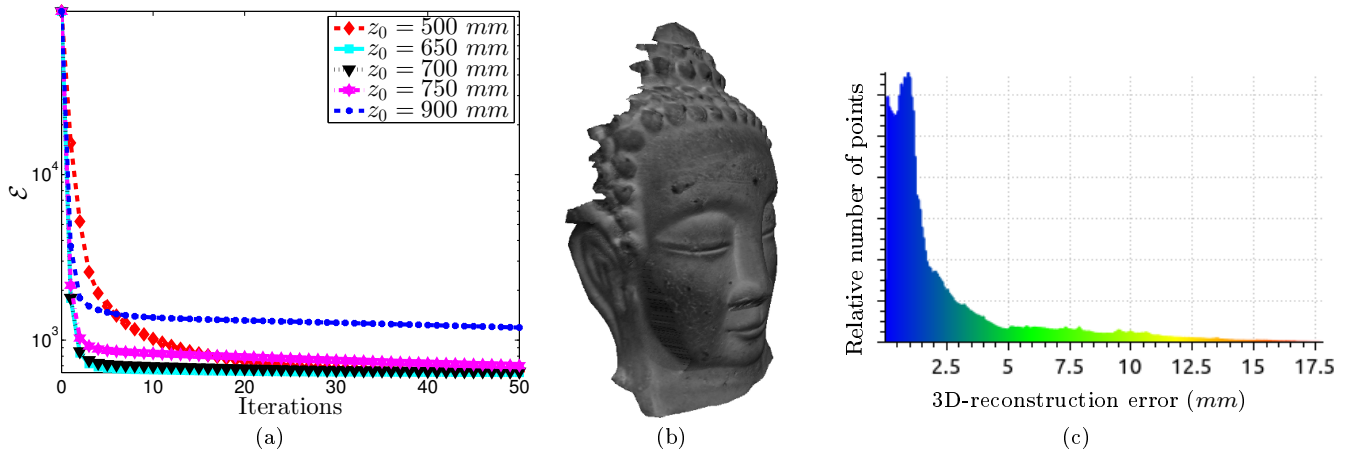 z₀ = 500 mm
z₀ = 650 mm
z₀ = 700 mm
z₀ = 750 mm
z₀ = 900 mm
10⁴
10³
ℰ
0 10 20 30 40 50
Iterations
(a)
(b)
Relative number of points
2.5 5 7.5 10 12.5 15 17.5
3D-reconstruction error (mm)
(c)